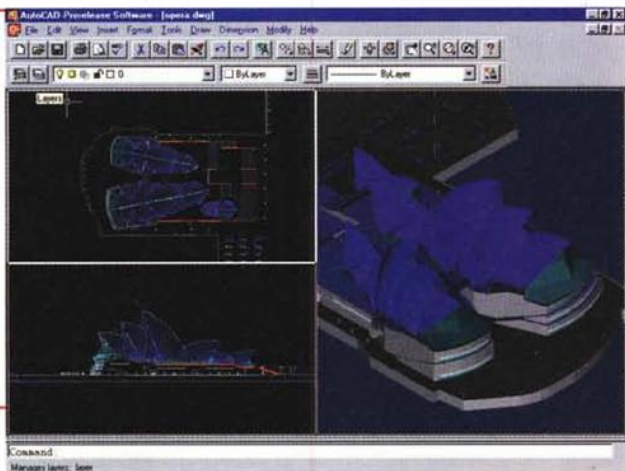 AutoCAD-Prerelease Software - [opera.dwg]
File Edit View Insert Format Tools Draw Dimension Modify Help
0 ByLayer ByLayer
Layers
Command:
Manages layers: layer